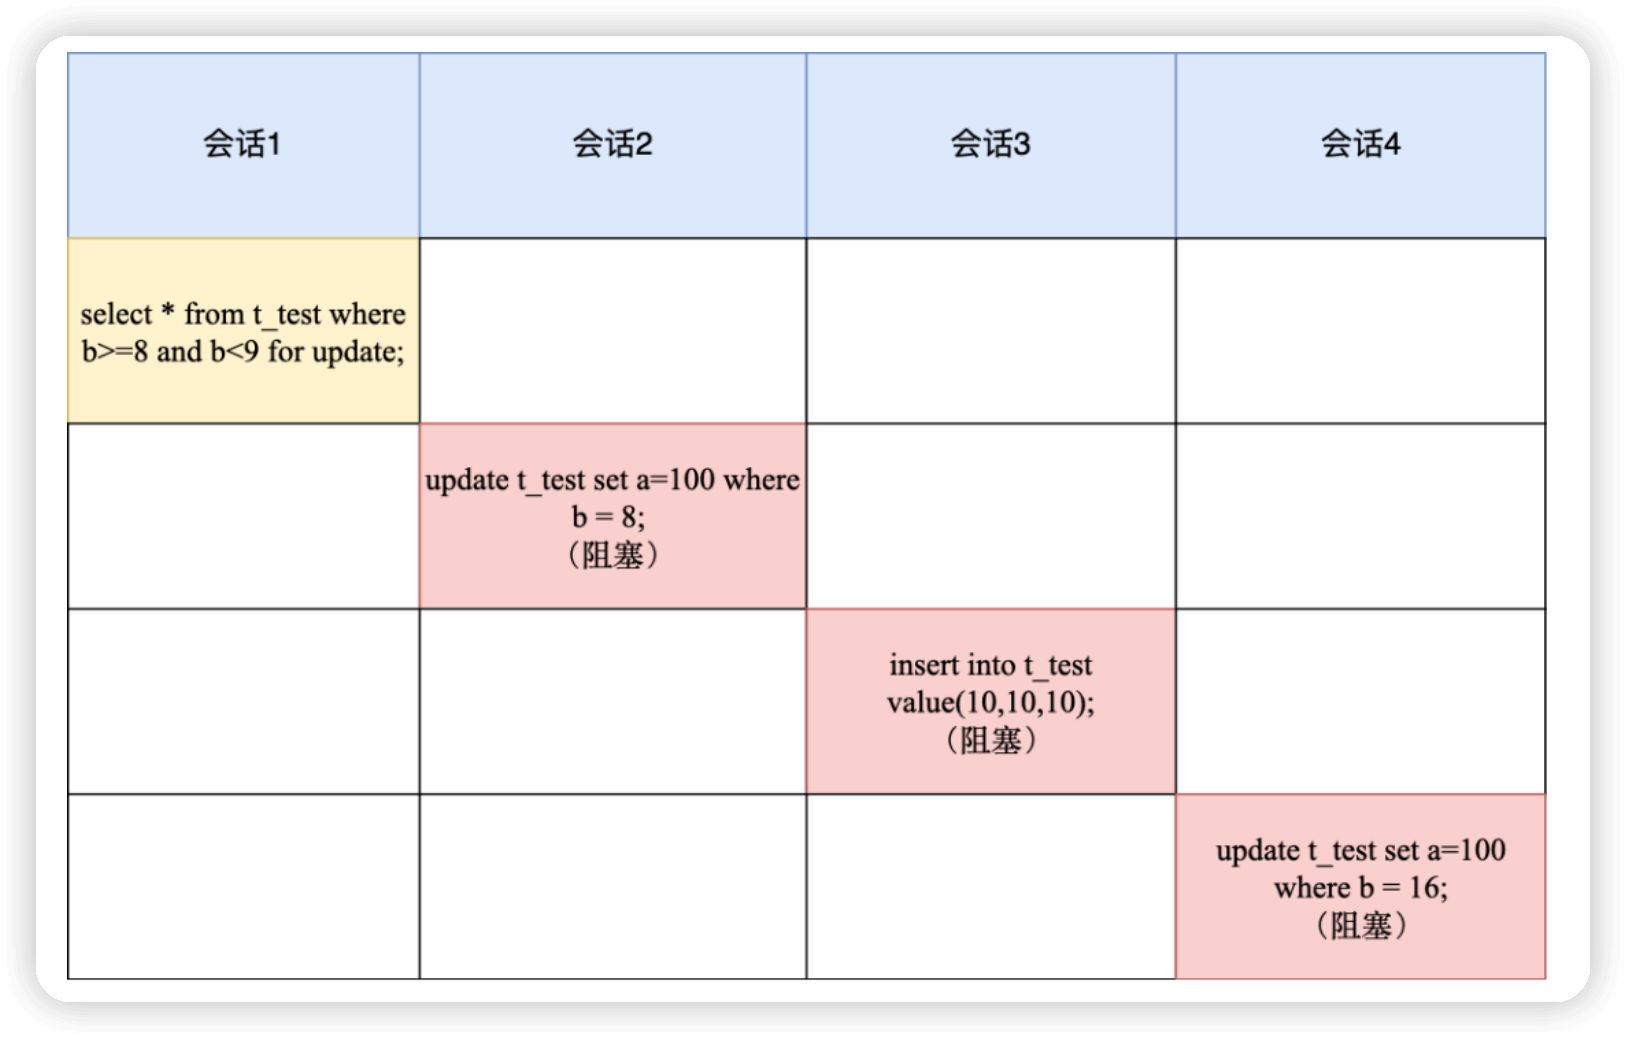 会话1
会话2
会话3
会话4
select * from t_test where
b>=8 and b<9 for update;
update t_test set a=100 where
b = 8;
（阻塞）
insert into t_test
value(10,10,10);
（阻塞）
update t_test set a=100
where b = 16;
（阻塞）